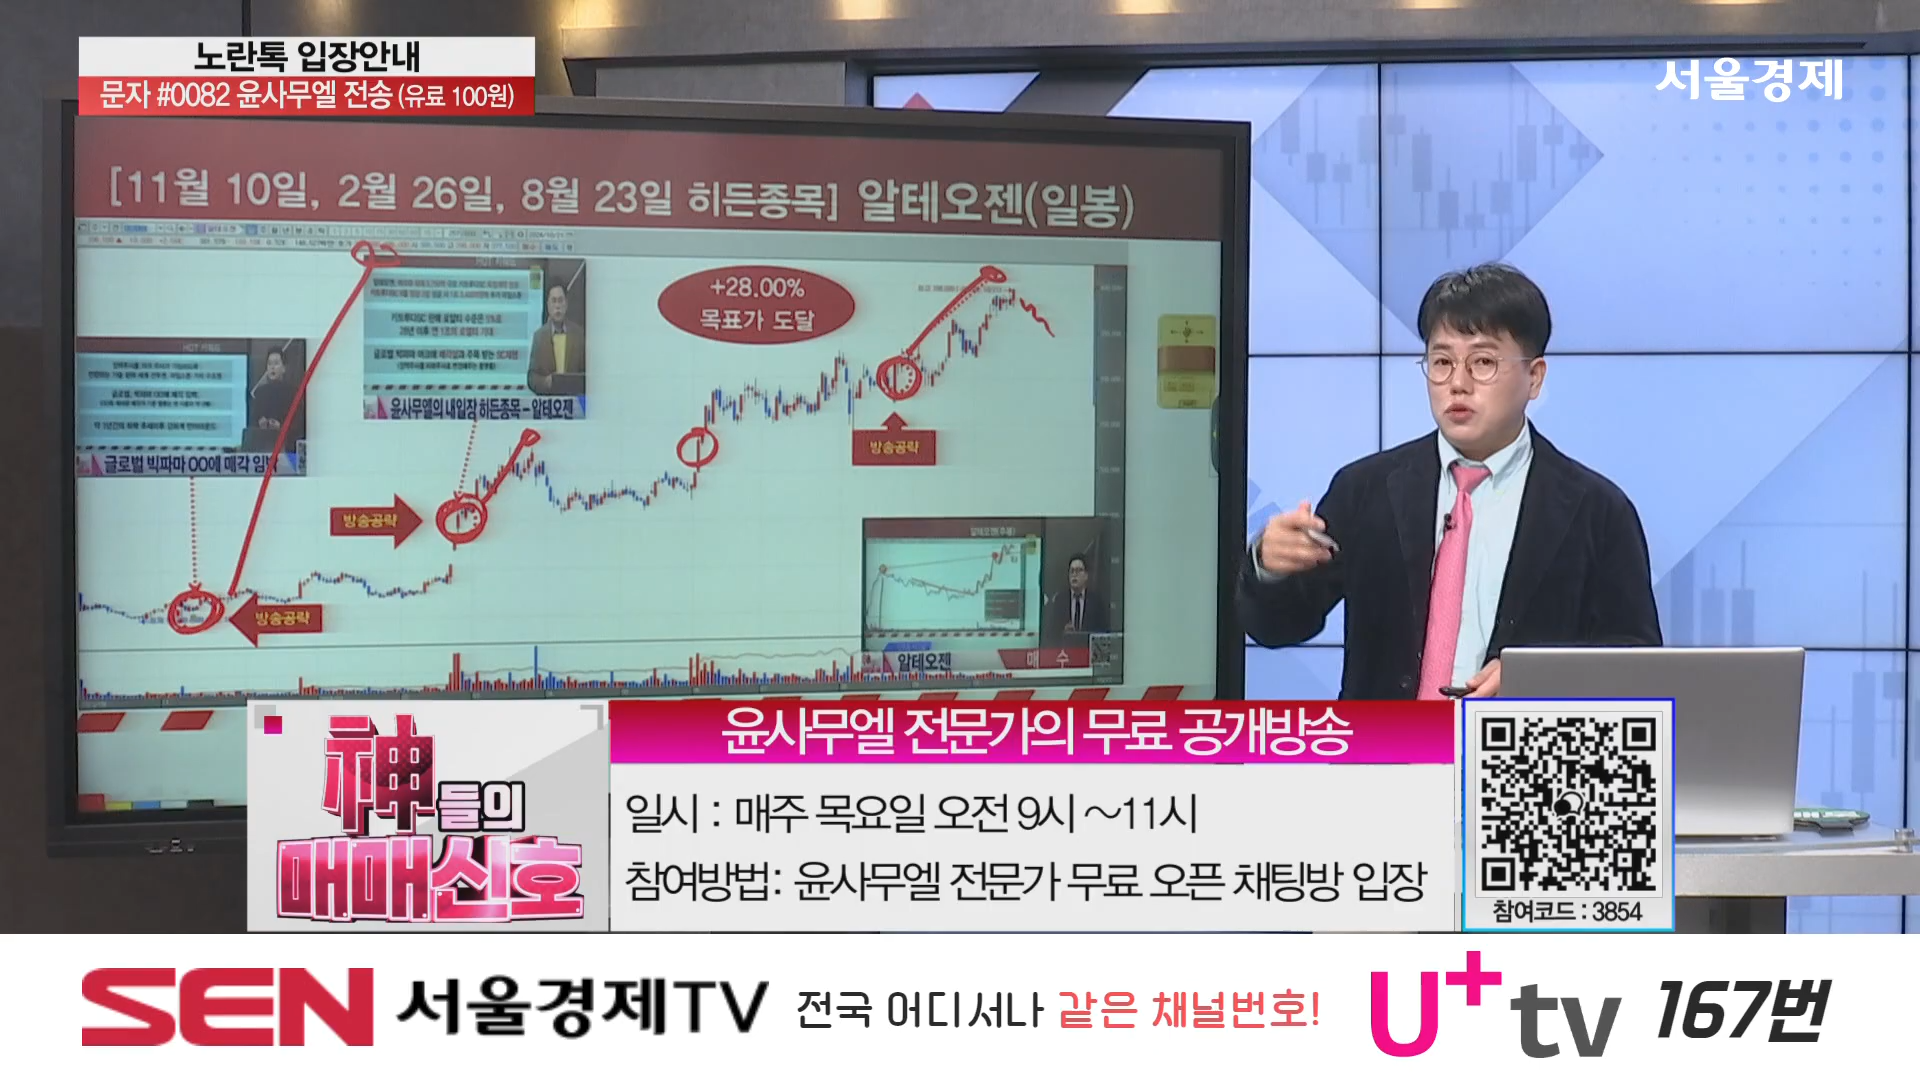 노란톡 입장안내
문자 #0082 윤사무엘 전송 (유료 100원)
서울경제
[11월 10일, 2월 26일, 8월 23일 히든종목] 알테오젠(일봉)
+28.00%
목표가 도달
윤사무엘의 내일장 히든종목 - 알테오젠
글로벌 빅파마 OO에 매각 임박
방송공략
방송공략
방송공략
알테오젠(주봉)
알테오젠
매 수
神들의
매매신호
윤사무엘 전문가의 무료 공개방송
일시 : 매주 목요일 오전 9시 ~11시
참여방법 : 윤사무엘 전문가 무료 오픈 채팅방 입장
참여코드 : 3854
SEN 서울경제TV 전국 어디서나 같은 채널번호! U+tv 167번